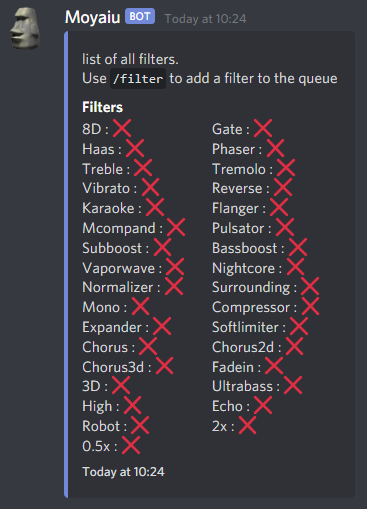 Moyaiu BOT Today at 10:24
list of all filters.
Use /filter to add a filter to the queue
Filters
8D : ❌ Gate : ❌
Haas : ❌ Phaser : ❌
Treble : ❌ Tremolo : ❌
Vibrato : ❌ Reverse : ❌
Karaoke : ❌ Flanger : ❌
Mcompand : ❌ Pulsator : ❌
Subboost : ❌ Bassboost : ❌
Vaporwave : ❌ Nightcore : ❌
Normalizer : ❌ Surrounding : ❌
Mono : ❌ Compressor : ❌
Expander : ❌ Softlimiter : ❌
Chorus : ❌ Chorus2d : ❌
Chorus3d : ❌ Fadein : ❌
3D : ❌ Ultrabass : ❌
High : ❌ Echo : ❌
Robot : ❌ 2x : ❌
0.5x : ❌
Today at 10:24